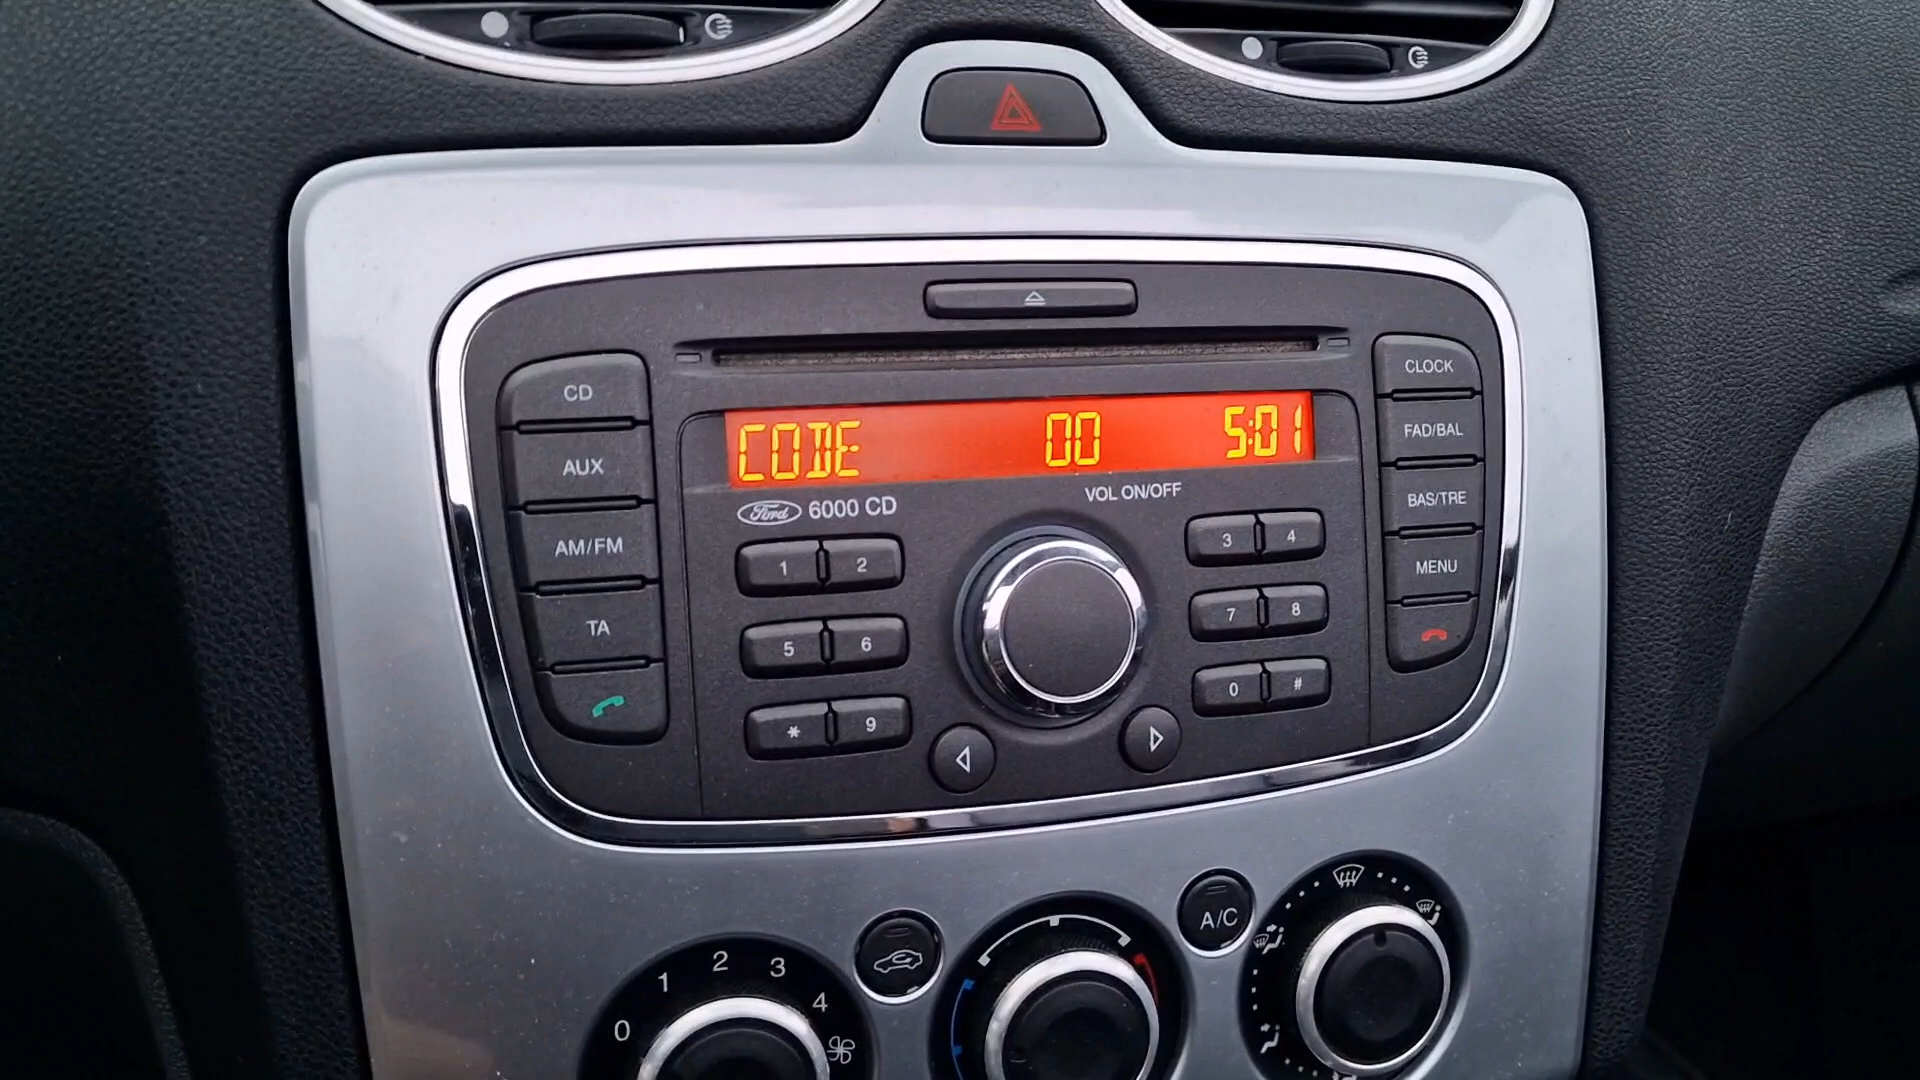 CD
AUX
AM/FM
TA
CODE 00 5:01
Ford 6000 CD
VOL ON/OFF
1 2
5 6
* 9
3 4
7 8
0 #
CLOCK
FAD/BAL
BAS/TRE
MENU
A/C
0 1 2 3 4